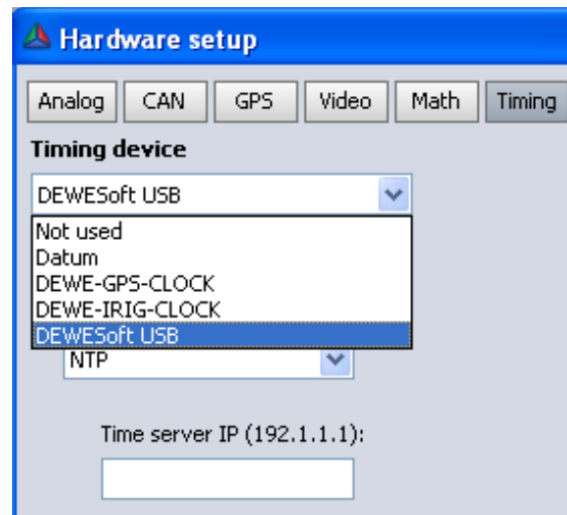 Hardware setup
Analog CAN GPS Video Math Timing
Timing device
DEWESoft USB
Not used
Datum
DEWE-GPS-CLOCK
DEWE-IRIG-CLOCK
DEWESoft USB
NTP
Time server IP (192.1.1.1):